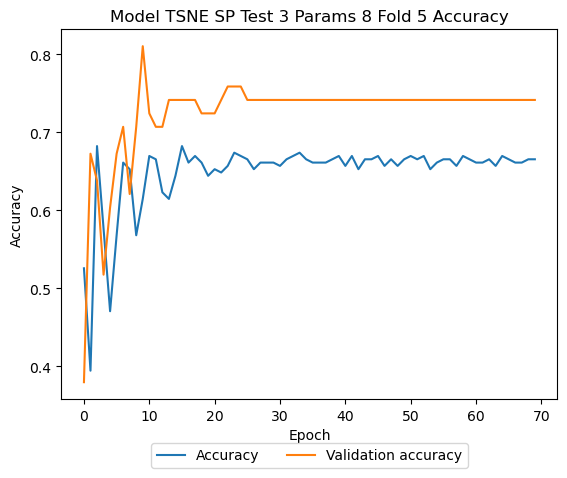 Model TSNE SP Test 3 Params 8 Fold 5 Accuracy
0.8
0.7
0.6
0.5
0.4
Accuracy
0 10 20 30 40 50 60 70
Epoch
Accuracy Validation accuracy